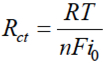 R_ct = RT / nFi_0